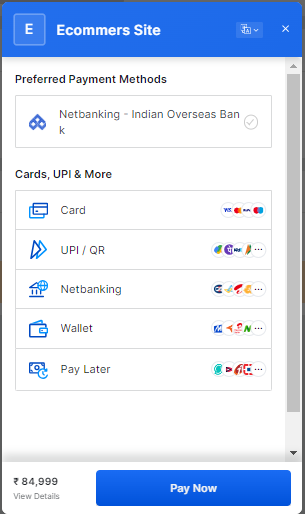 E
Ecommers Site
Preferred Payment Methods
Netbanking - Indian Overseas Ban
k
Cards, UPI & More
Card
VISA
UPI / QR
Netbanking
Wallet
Pay Later
₹ 84,999
View Details
Pay Now